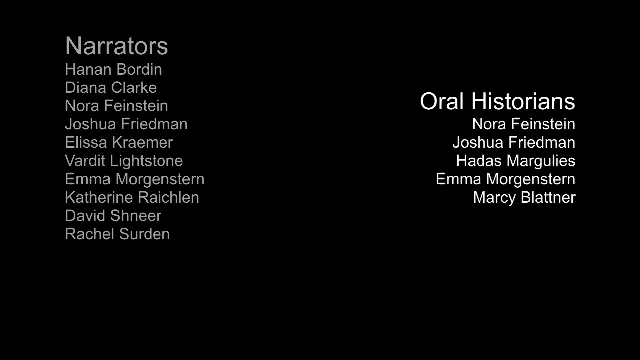 Narrators
Hanan Bordin
Diana Clarke
Nora Feinstein
Joshua Friedman
Elissa Kraemer
Vardit Lightstone
Emma Morgenstern
Katherine Raichlen
David Shneer
Rachel Surden
Oral Historians
Nora Feinstein
Joshua Friedman
Hadas Margulies
Emma Morgenstern
Marcy Blattner